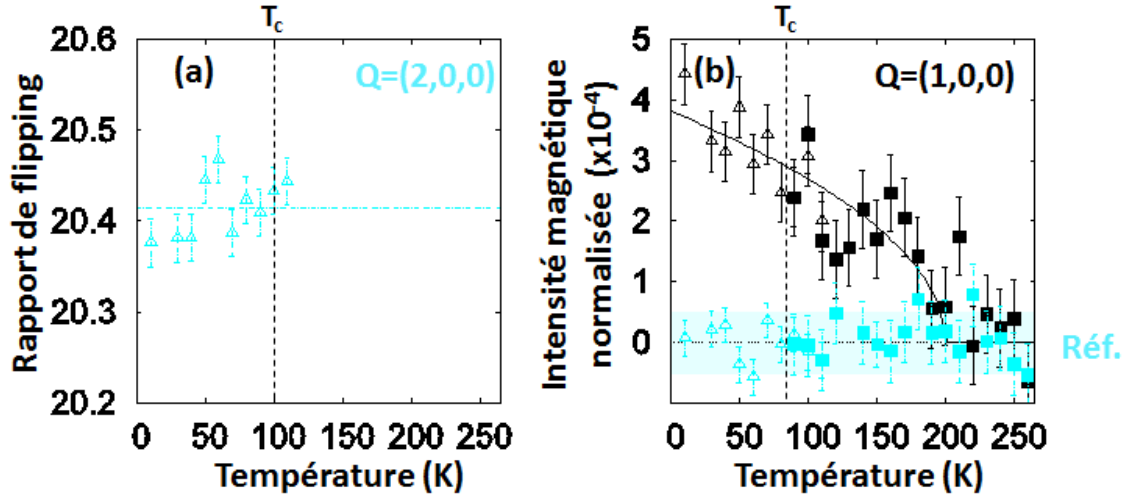 T_c
20.6
20.5
20.4
20.3
20.2
Rapport de flipping
(a)
Q=(2,0,0)
0
50
100
150
200
250
Température (K)
T_c
5
4
3
2
1
0
Intensité magnétique
normalisée (x10⁻⁴)
(b)
Q=(1,0,0)
Réf.
0
50
100
150
200
250
Température (K)